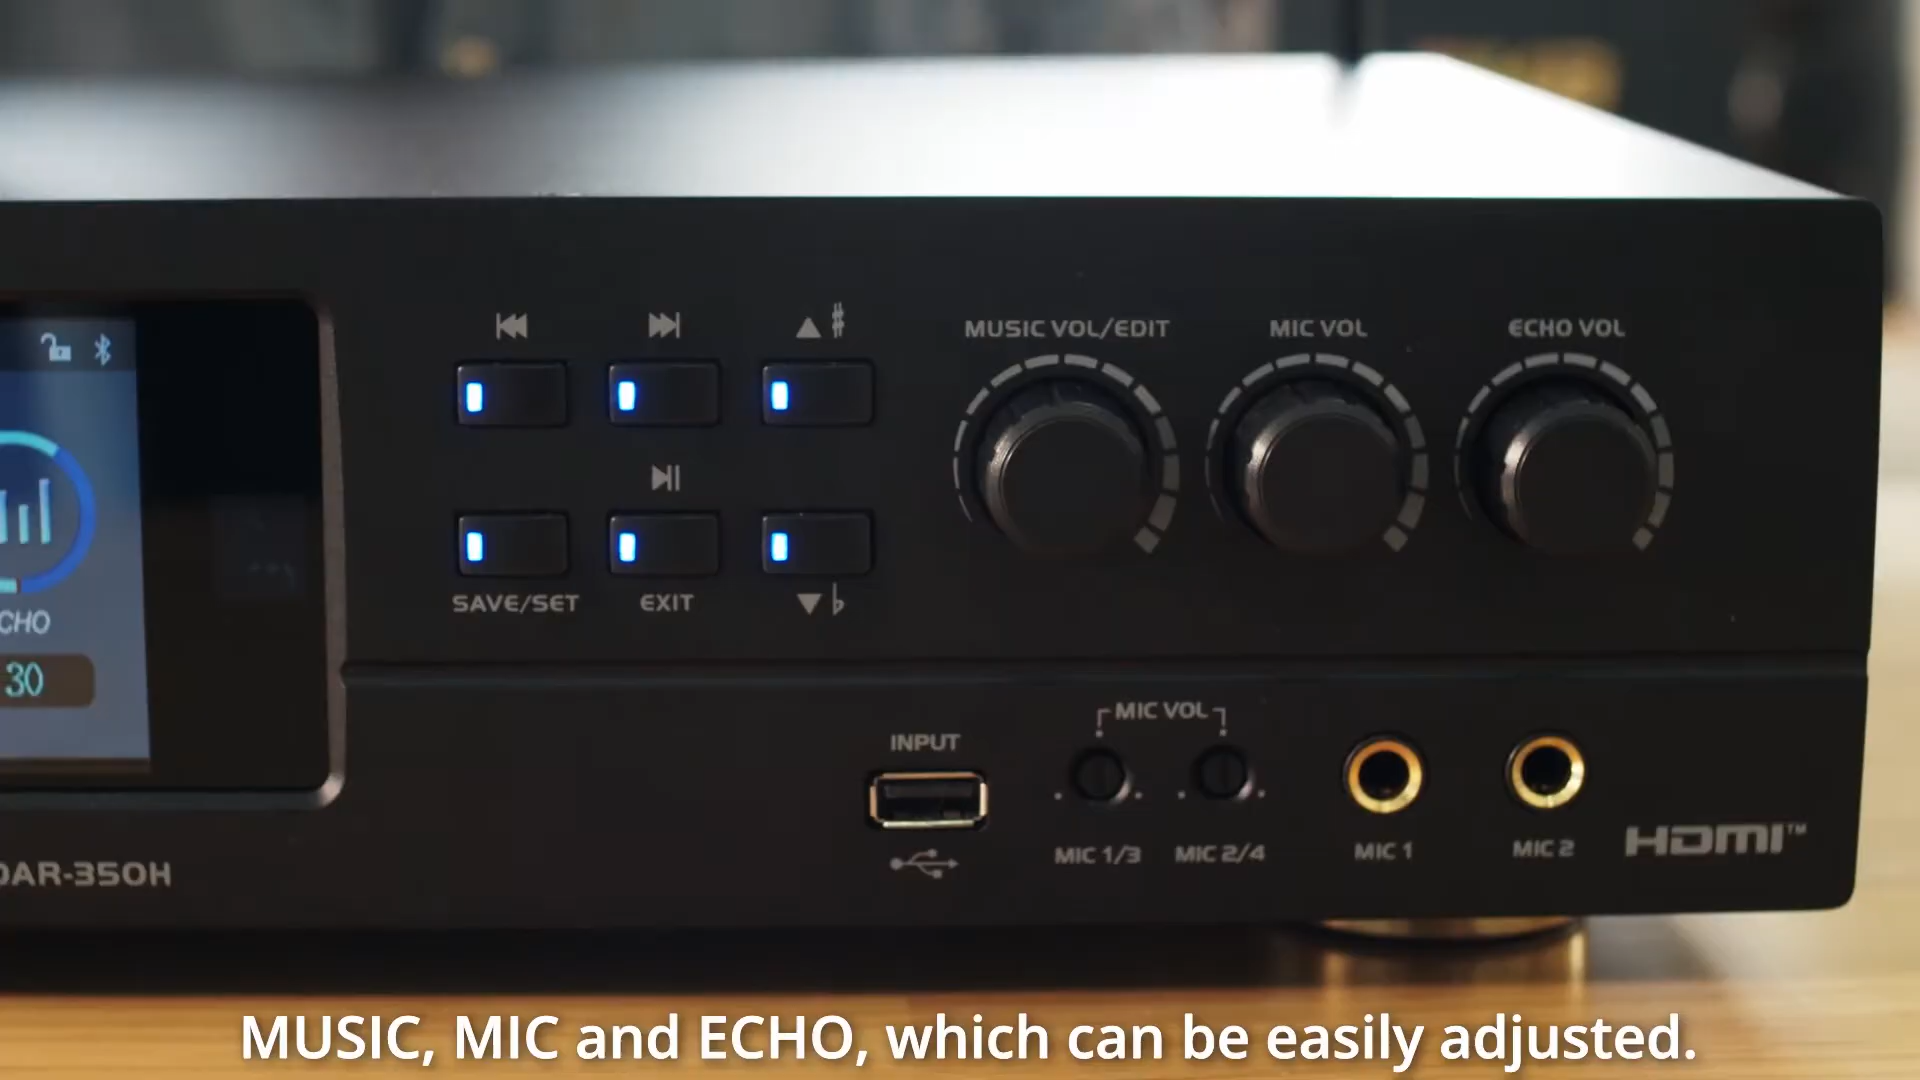 MUSIC VOL/EDIT
MIC VOL
ECHO VOL
SAVE/SET
EXIT
CHO
30
MIC VOL
INPUT
MIC 1/3
MIC 2/4
MIC 1
MIC 2
HDMI™
DAR-350H
MUSIC, MIC and ECHO, which can be easily adjusted.